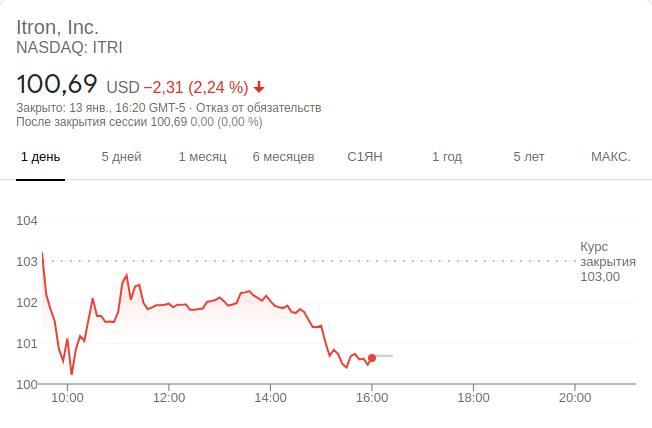 Itron, Inc.
NASDAQ: ITRI
100,69 USD −2,31 (2,24 %)
Закрыто: 13 янв., 16:20 GMT-5 · Отказ от обязательств
После закрытия сессии 100,69 0,00 (0,00 %)
1 день 5 дней 1 месяц 6 месяцев С1ЯН 1 год 5 лет МАКС.
104
Курс
103 закрытия
103,00
102
101
100
10:00 12:00 14:00 16:00 18:00 20:00